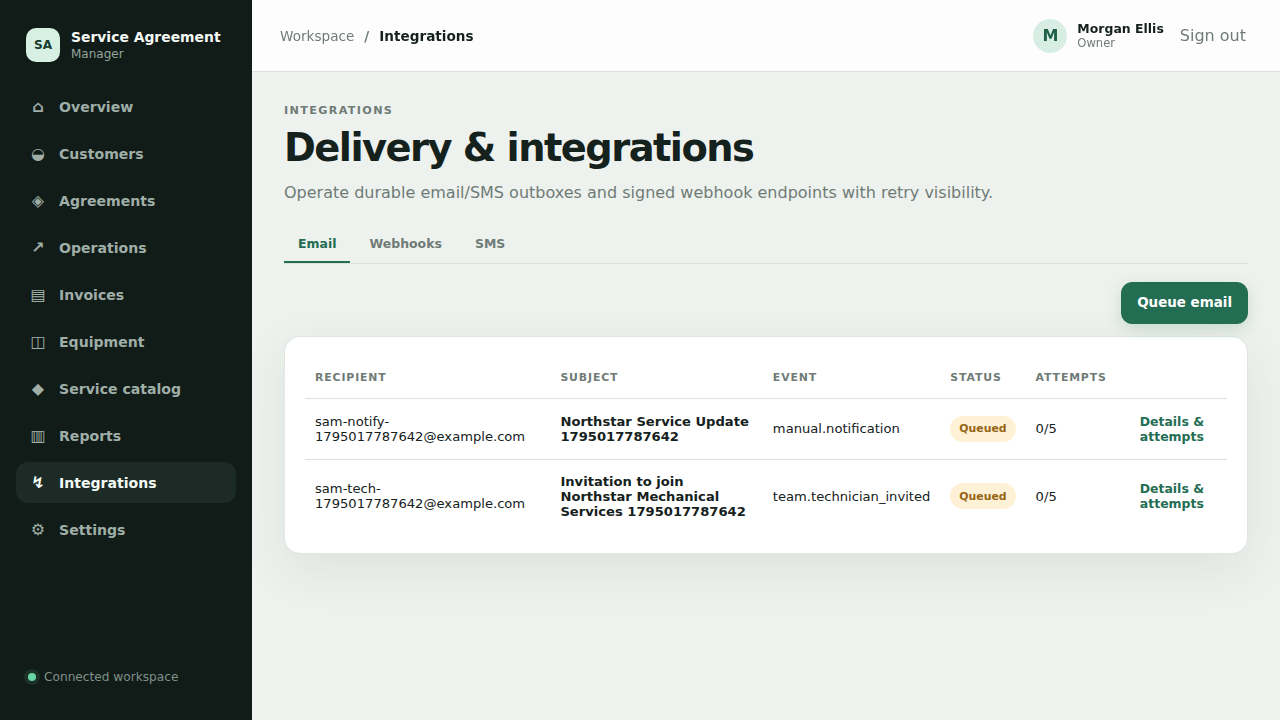 SA
Service Agreement
Manager
Overview
Customers
Agreements
Operations
Invoices
Equipment
Service catalog
Reports
Integrations
Settings
Connected workspace
Workspace / Integrations
M
Morgan Ellis
Owner
Sign out
INTEGRATIONS
Delivery & integrations
Operate durable email/SMS outboxes and signed webhook endpoints with retry visibility.
Email Webhooks SMS
Queue email
RECIPIENT SUBJECT EVENT STATUS ATTEMPTS
sam-notify-
1795017787642@example.com
Northstar Service Update
1795017787642
manual.notification
Queued
0/5
Details &
attempts
sam-tech-
1795017787642@example.com
Invitation to join
Northstar Mechanical
Services 1795017787642
team.technician_invited
Queued
0/5
Details &
attempts